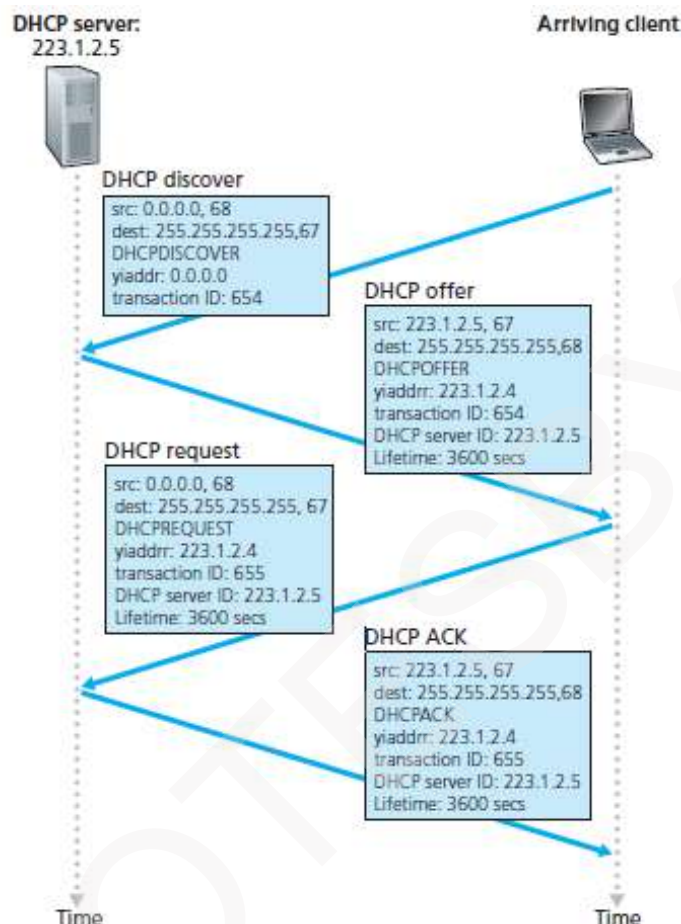 DHCP server:
223.1.2.5
Arriving client
DHCP discover
src: 0.0.0.0, 68
dest: 255.255.255.255,67
DHCPDISCOVER
yiaddr: 0.0.0.0
transaction ID: 654
DHCP offer
src: 223.1.2.5, 67
dest: 255.255.255.255,68
DHCPOFFER
yiaddrr: 223.1.2.4
transaction ID: 654
DHCP server ID: 223.1.2.5
Lifetime: 3600 secs
DHCP request
src: 0.0.0.0, 68
dest: 255.255.255.255, 67
DHCPREQUEST
yiaddrr: 223.1.2.4
transaction ID: 655
DHCP server ID: 223.1.2.5
Lifetime: 3600 secs
DHCP ACK
src: 223.1.2.5, 67
dest: 255.255.255.255,68
DHCPACK
yiaddrr: 223.1.2.4
transaction ID: 655
DHCP server ID: 223.1.2.5
Lifetime: 3600 secs
Time
Time